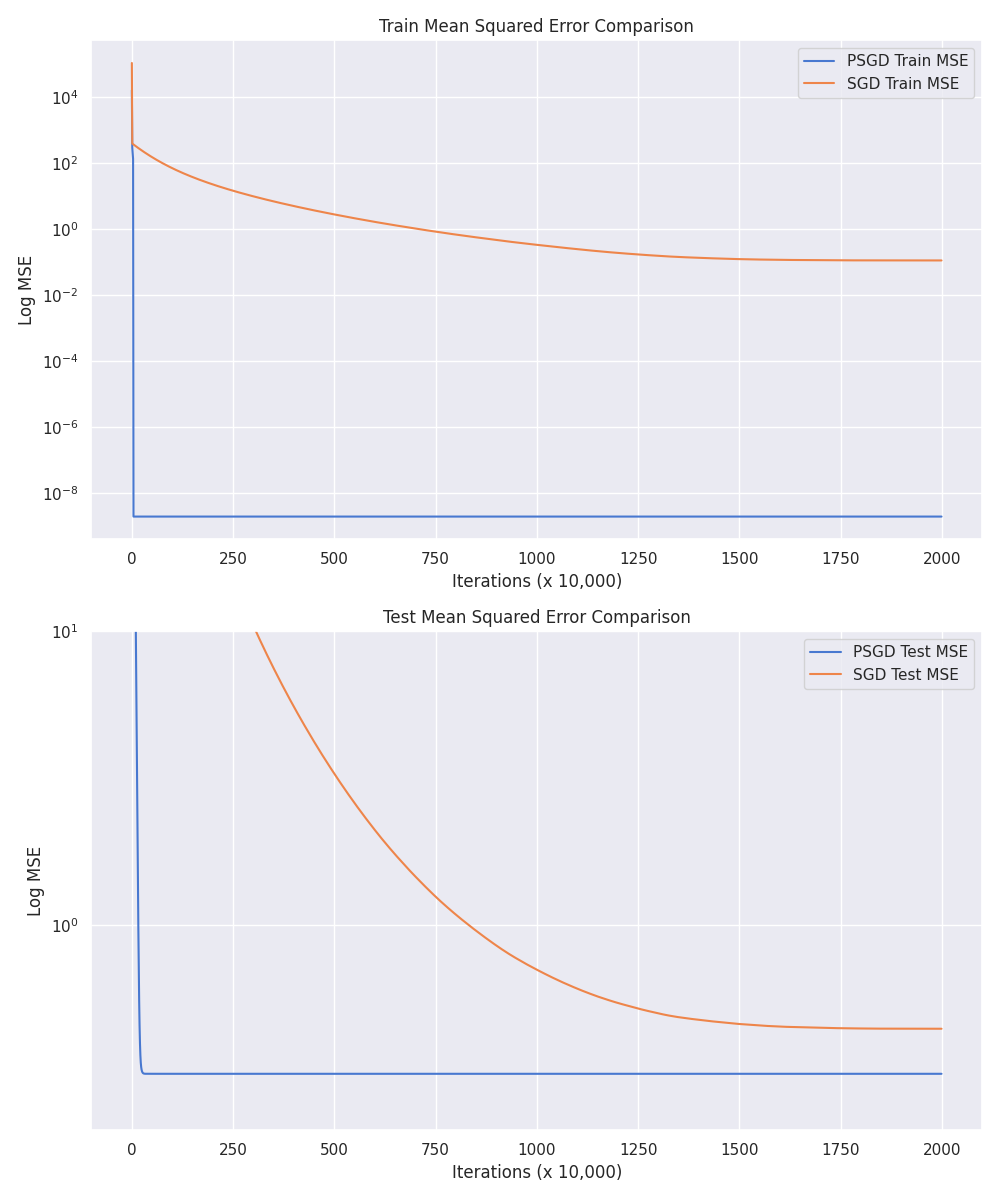 Train Mean Squared Error Comparison
PSGD Train MSE
SGD Train MSE
Log MSE
10^4
10^2
10^0
10^-2
10^-4
10^-6
10^-8
0 250 500 750 1000 1250 1500 1750 2000
Iterations (x 10,000)
Test Mean Squared Error Comparison
PSGD Test MSE
SGD Test MSE
Log MSE
10^1
10^0
0 250 500 750 1000 1250 1500 1750 2000
Iterations (x 10,000)